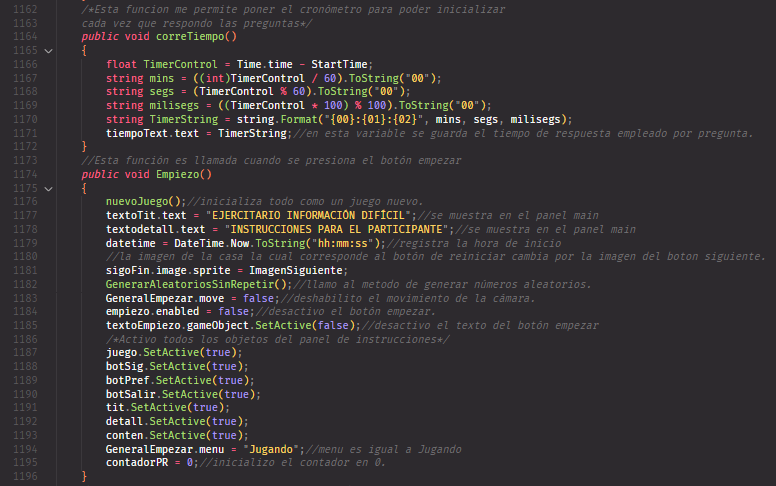 1162 /*Esta funcion me permite poner el cronómetro para poder inicializar
1163 cada vez que respondo las preguntas*/
1164 public void correTiempo()
1165 {
1166 float TimerControl = Time.time - StartTime;
1167 string mins = ((int)TimerControl / 60).ToString("00");
1168 string segs = (TimerControl % 60).ToString("00");
1169 string milisegs = ((TimerControl * 100) % 100).ToString("00");
1170 string TimerString = string.Format("{00}:{01}:{02}", mins, segs, milisegs);
1171 tiempoText.text = TimerString;//en esta variable se guarda el tiempo de respuesta empleado por pregunta.
1172 }
1173 //Esta función es llamada cuando se presiona el botón empezar
1174 public void Empiezo()
1175 {
1176 nuevoJuego();//inicializa todo como un juego nuevo.
1177 textoTit.text = "EJERCITARIO INFORMACIÓN DIFÍCIL";//se muestra en el panel main
1178 textodetall.text = "INSTRUCCIONES PARA EL PARTICIPANTE";//se muestra en el panel main
1179 datetime = DateTime.Now.ToString("hh:mm:ss");//registra la hora de inicio
1180 //la imagen de la casa la cual corresponde al botón de reiniciar cambia por la imagen del boton siguiente.
1181 sigoFin.image.sprite = ImagenSiguiente;
1182 GenerarAleatoriosSinRepetir();//llamo al metodo de generar números aleatorios.
1183 GeneralEmpezar.move = false;//deshabilito el movimiento de la cámara.
1184 empiezo.enabled = false;//desactivo el botón empezar.
1185 textoEmpiezo.gameObject.SetActive(false);//desactivo el texto del botón empezar
1186 /*Activo todos los objetos del panel de instrucciones*/
1187 juego.SetActive(true);
1188 botSig.SetActive(true);
1189 botPref.SetActive(true);
1190 botSalir.SetActive(true);
1191 tit.SetActive(true);
1192 detall.SetActive(true);
1193 conten.SetActive(true);
1194 GeneralEmpezar.menu = "Jugando";//menu es igual a Jugando
1195 contadorPR = 0;//inicializo el contador en 0.
1196 }